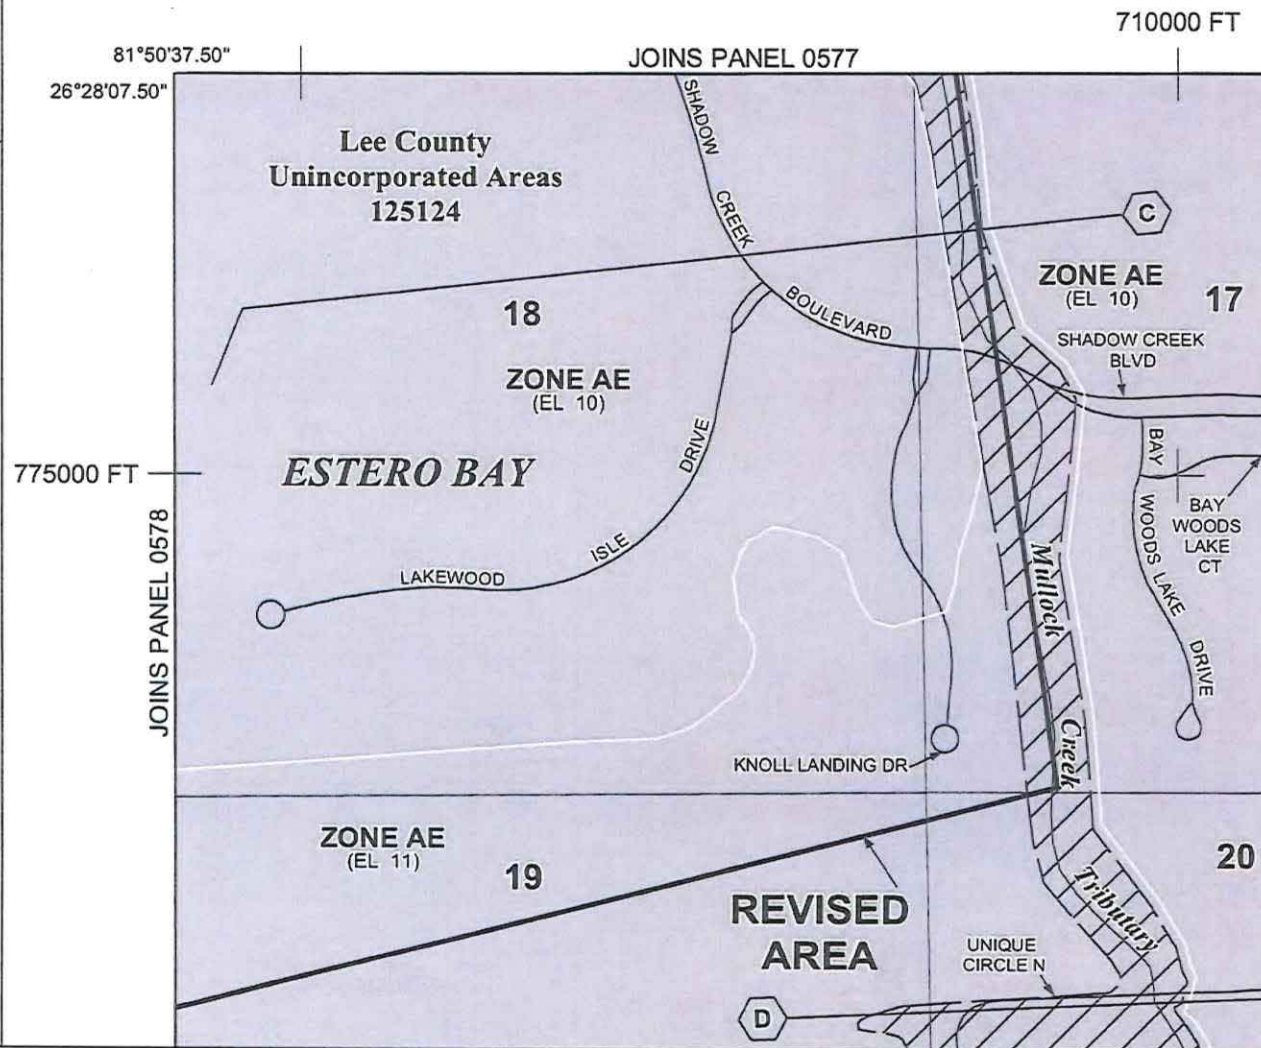 710000 FT
81°50'37.50"
JOINS PANEL 0577
26°28'07.50"
Lee County
Unincorporated Areas
125124
SHADOW
CREEK
BOULEVARD
C
ZONE AE
(EL 10)
17
18
SHADOW CREEK
BLVD
ZONE AE
(EL 10)
DRIVE
775000 FT
ESTERO BAY
BAY
WOODS
LAKE
DRIVE
BAY
WOODS
LAKE
CT
ISLE
LAKEWOOD
JOINS PANEL 0578
Mullock
Creek
Tributary
KNOLL LANDING DR
ZONE AE
(EL 11)
19
20
REVISED
AREA
UNIQUE
CIRCLE N
D